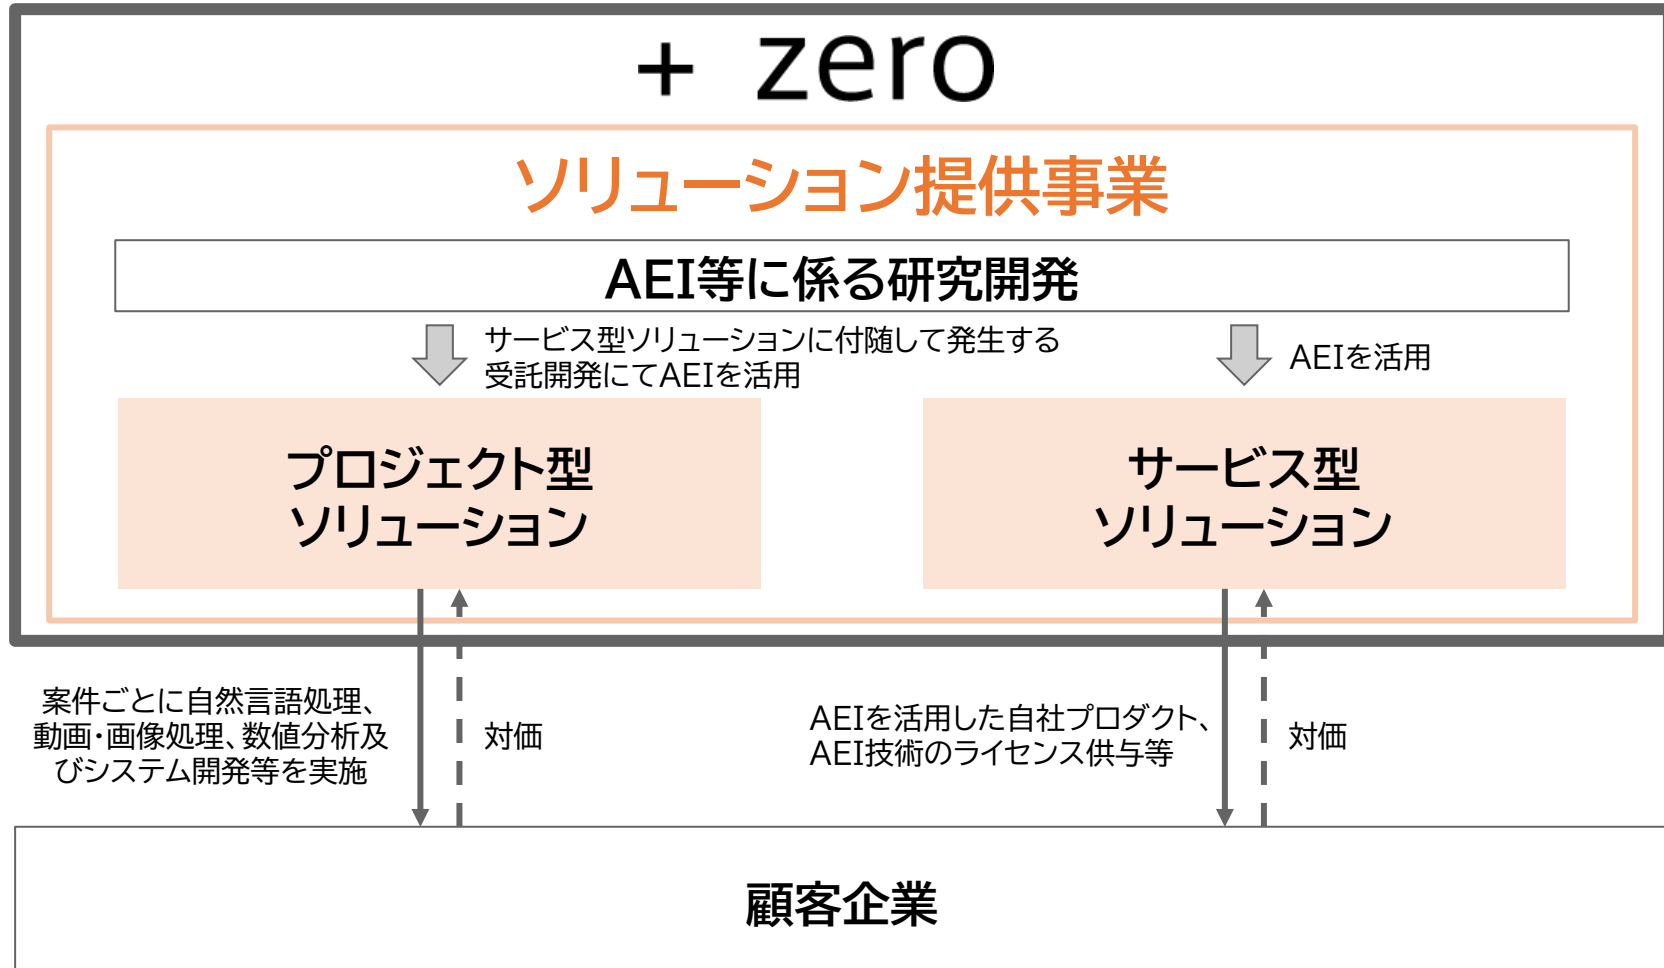 + zero
ソリューション提供事業
AEI等に係る研究開発
サービス型ソリューションに付随して発生する
受託開発にてAEIを活用
AEIを活用
プロジェクト型
ソリューション
サービス型
ソリューション
案件ごとに自然言語処理、
動画・画像処理、数値分析及
びシステム開発等を実施
対価
AEIを活用した自社プロダクト、
AEI技術のライセンス供与等
対価
顧客企業